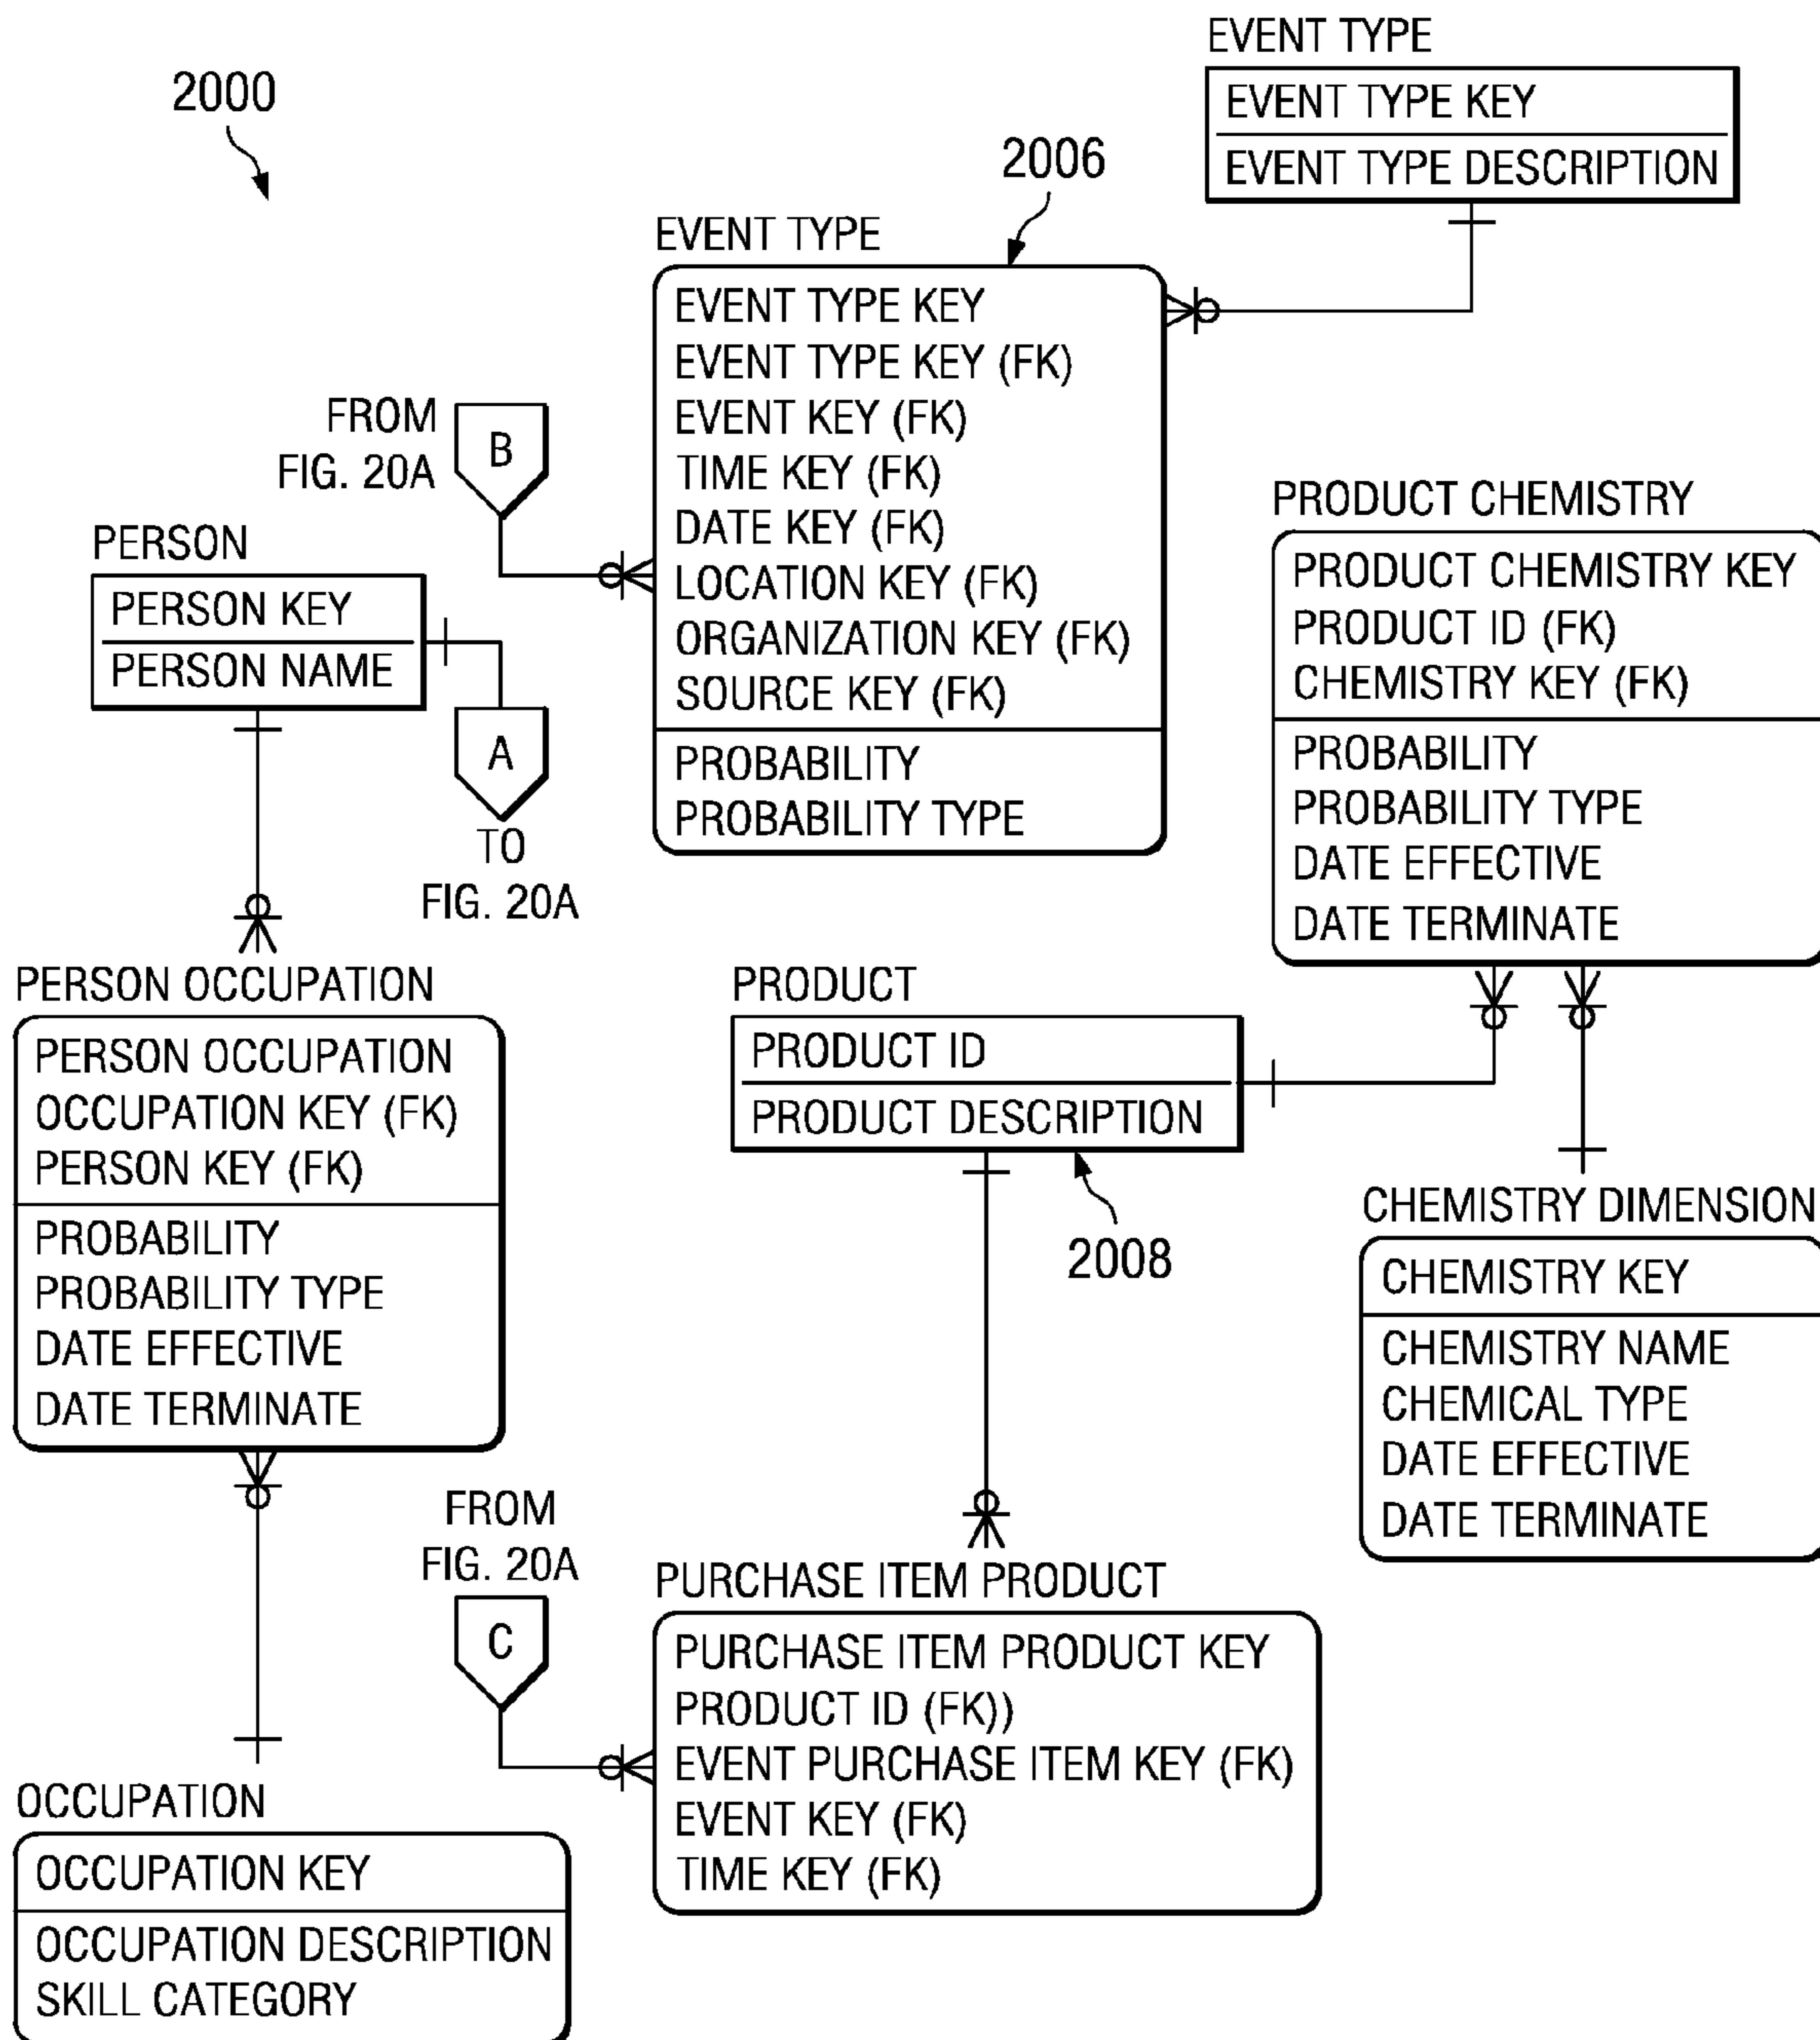 2000
EVENT TYPE
EVENT TYPE KEY
EVENT TYPE DESCRIPTION
2006
EVENT TYPE
EVENT TYPE KEY
EVENT TYPE KEY (FK)
EVENT KEY (FK)
TIME KEY (FK)
DATE KEY (FK)
LOCATION KEY (FK)
ORGANIZATION KEY (FK)
SOURCE KEY (FK)
PROBABILITY
PROBABILITY TYPE
FROM
FIG. 20A
B
PERSON
PERSON KEY
PERSON NAME
A
TO
FIG. 20A
PRODUCT CHEMISTRY
PRODUCT CHEMISTRY KEY
PRODUCT ID (FK)
CHEMISTRY KEY (FK)
PROBABILITY
PROBABILITY TYPE
DATE EFFECTIVE
DATE TERMINATE
PERSON OCCUPATION
PERSON OCCUPATION
OCCUPATION KEY (FK)
PERSON KEY (FK)
PROBABILITY
PROBABILITY TYPE
DATE EFFECTIVE
DATE TERMINATE
PRODUCT
PRODUCT ID
PRODUCT DESCRIPTION
2008
CHEMISTRY DIMENSION
CHEMISTRY KEY
CHEMISTRY NAME
CHEMICAL TYPE
DATE EFFECTIVE
DATE TERMINATE
FROM
FIG. 20A
C
PURCHASE ITEM PRODUCT
PURCHASE ITEM PRODUCT KEY
PRODUCT ID (FK))
EVENT PURCHASE ITEM KEY (FK)
EVENT KEY (FK)
TIME KEY (FK)
OCCUPATION
OCCUPATION KEY
OCCUPATION DESCRIPTION
SKILL CATEGORY